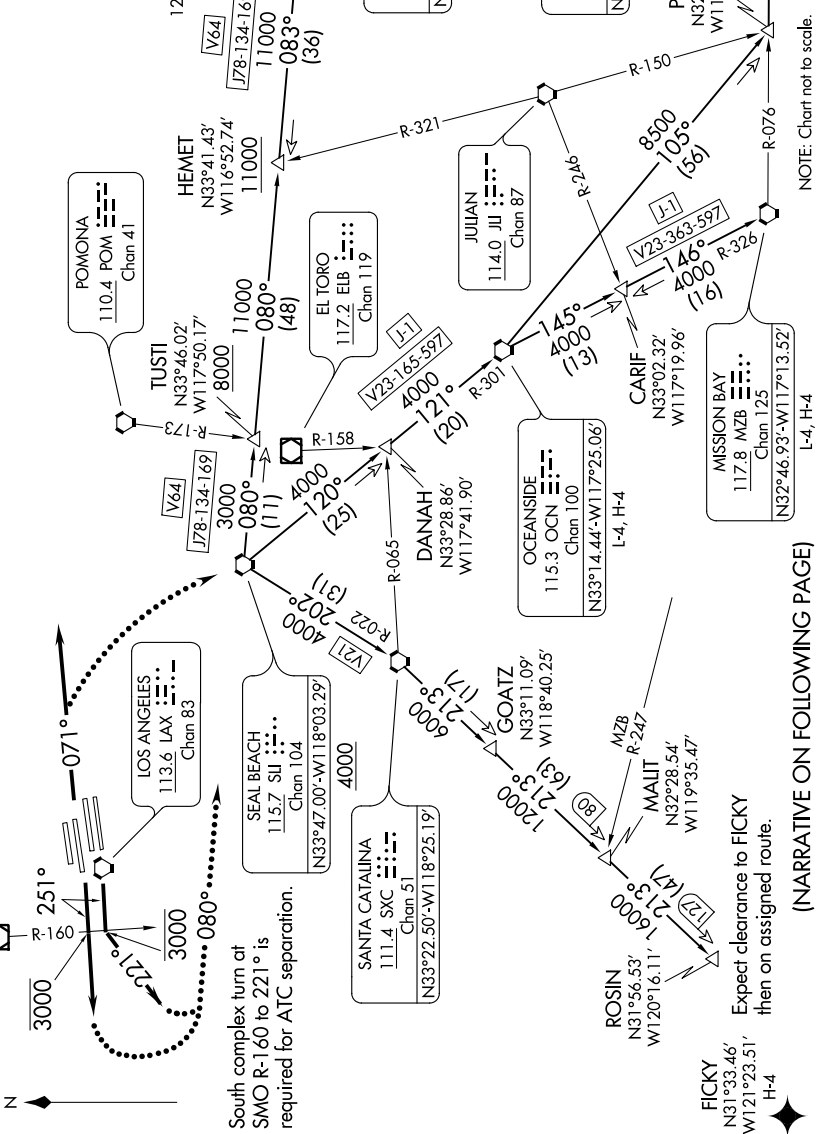 N
3000
R-160
251°
3000
221°
080°
071°
LOS ANGELES
113.6 LAX
Chan 83
South complex turn at
SMO R-160 to 221° is
required for ATC separation.
SEAL BEACH
115.7 SLI
Chan 104
N33°47.00'-W118°03.29'
4000
POMONA
110.4 POM
Chan 41
R-173
TUSTI
N33°46.02'
W117°50.17'
8000
V64
J78-134-169
3000
080°
(11)
11000
080°
(48)
HEMET
N33°41.43'
W116°52.74'
11000
V64
J78-134-16
11000
083°
(36)
12
EL TORO
117.2 ELB
Chan 119
R-158
4000
120°
(25)
DANAH
N33°28.86'
W117°41.90'
R-065
J-1
V23-165-597
4000
121°
(20)
R-301
OCEANSIDE
115.3 OCN
Chan 100
N33°14.44'-W117°25.06'
L-4, H-4
JULIAN
114.0 JLI
Chan 87
R-321
R-246
R-150
8500
105°
(56)
145°
4000
(13)
CARIF
N33°02.32'
W117°19.96'
J-1
V23-363-597
146°
4000
(16)
R-326
R-076
P
N32
W11
N
N
MISSION BAY
117.8 MZB
Chan 125
N32°46.93'-W117°13.52'
L-4, H-4
4000
202°
(31)
R-022
V21
SANTA CATALINA
111.4 SXC
Chan 51
N33°22.50'-W118°25.19'
6000
213°
(17)
GOATZ
N33°11.09'
W118°40.25'
12000
213°
(63)
80
MZB
R-247
MALIT
N32°28.54'
W119°35.47'
16000
213°
(47)
127
ROSIN
N31°56.53'
W120°16.11'
FICKY
N31°33.46'
W121°23.51'
H-4
Expect clearance to FICKY
then on assigned route.
(NARRATIVE ON FOLLOWING PAGE)
NOTE: Chart not to scale.